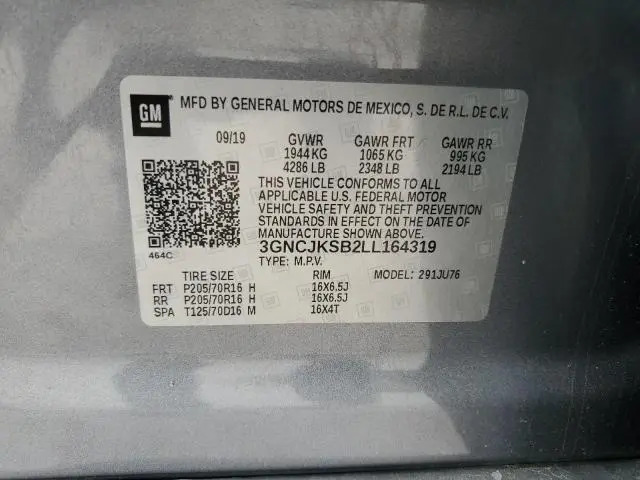 GM
MFD BY GENERAL MOTORS DE MEXICO, S. DE R.L. DE C.V.
09/19 GVWR GAWR FRT GAWR RR
1944 KG 1065 KG 995 KG
4286 LB 2348 LB 2194 LB
THIS VEHICLE CONFORMS TO ALL
APPLICABLE U.S. FEDERAL MOTOR
VEHICLE SAFETY AND THEFT PREVENTION
STANDARDS IN EFFECT ON THE DATE OF
MANUFACTURE SHOWN ABOVE.
464C 3GNCJKSB2LL164319
TYPE: M.P.V.
TIRE SIZE RIM MODEL: 291JU76
FRT P205/70R16 H 16X6.5J
RR P205/70R16 H 16X6.5J
SPA T125/70D16 M 16X4T